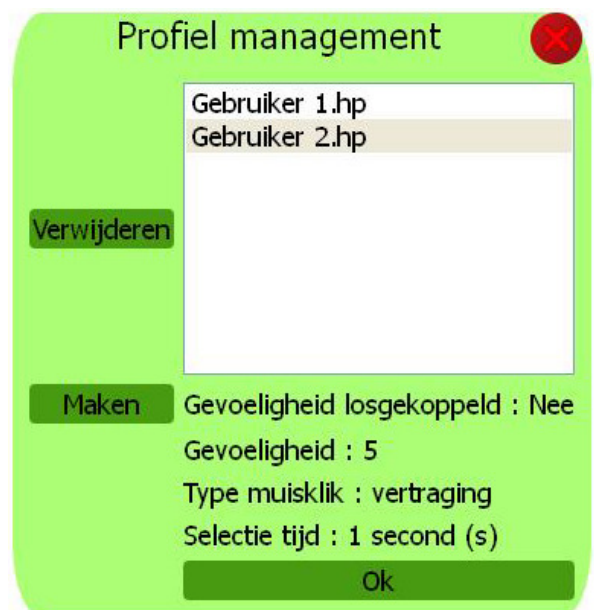 Profiel management
Gebruiker 1.hp
Gebruiker 2.hp
Verwijderen
Maken
Gevoeligheid losgekoppeld : Nee
Gevoeligheid : 5
Type muisklik : vertraging
Selectie tijd : 1 second (s)
Ok